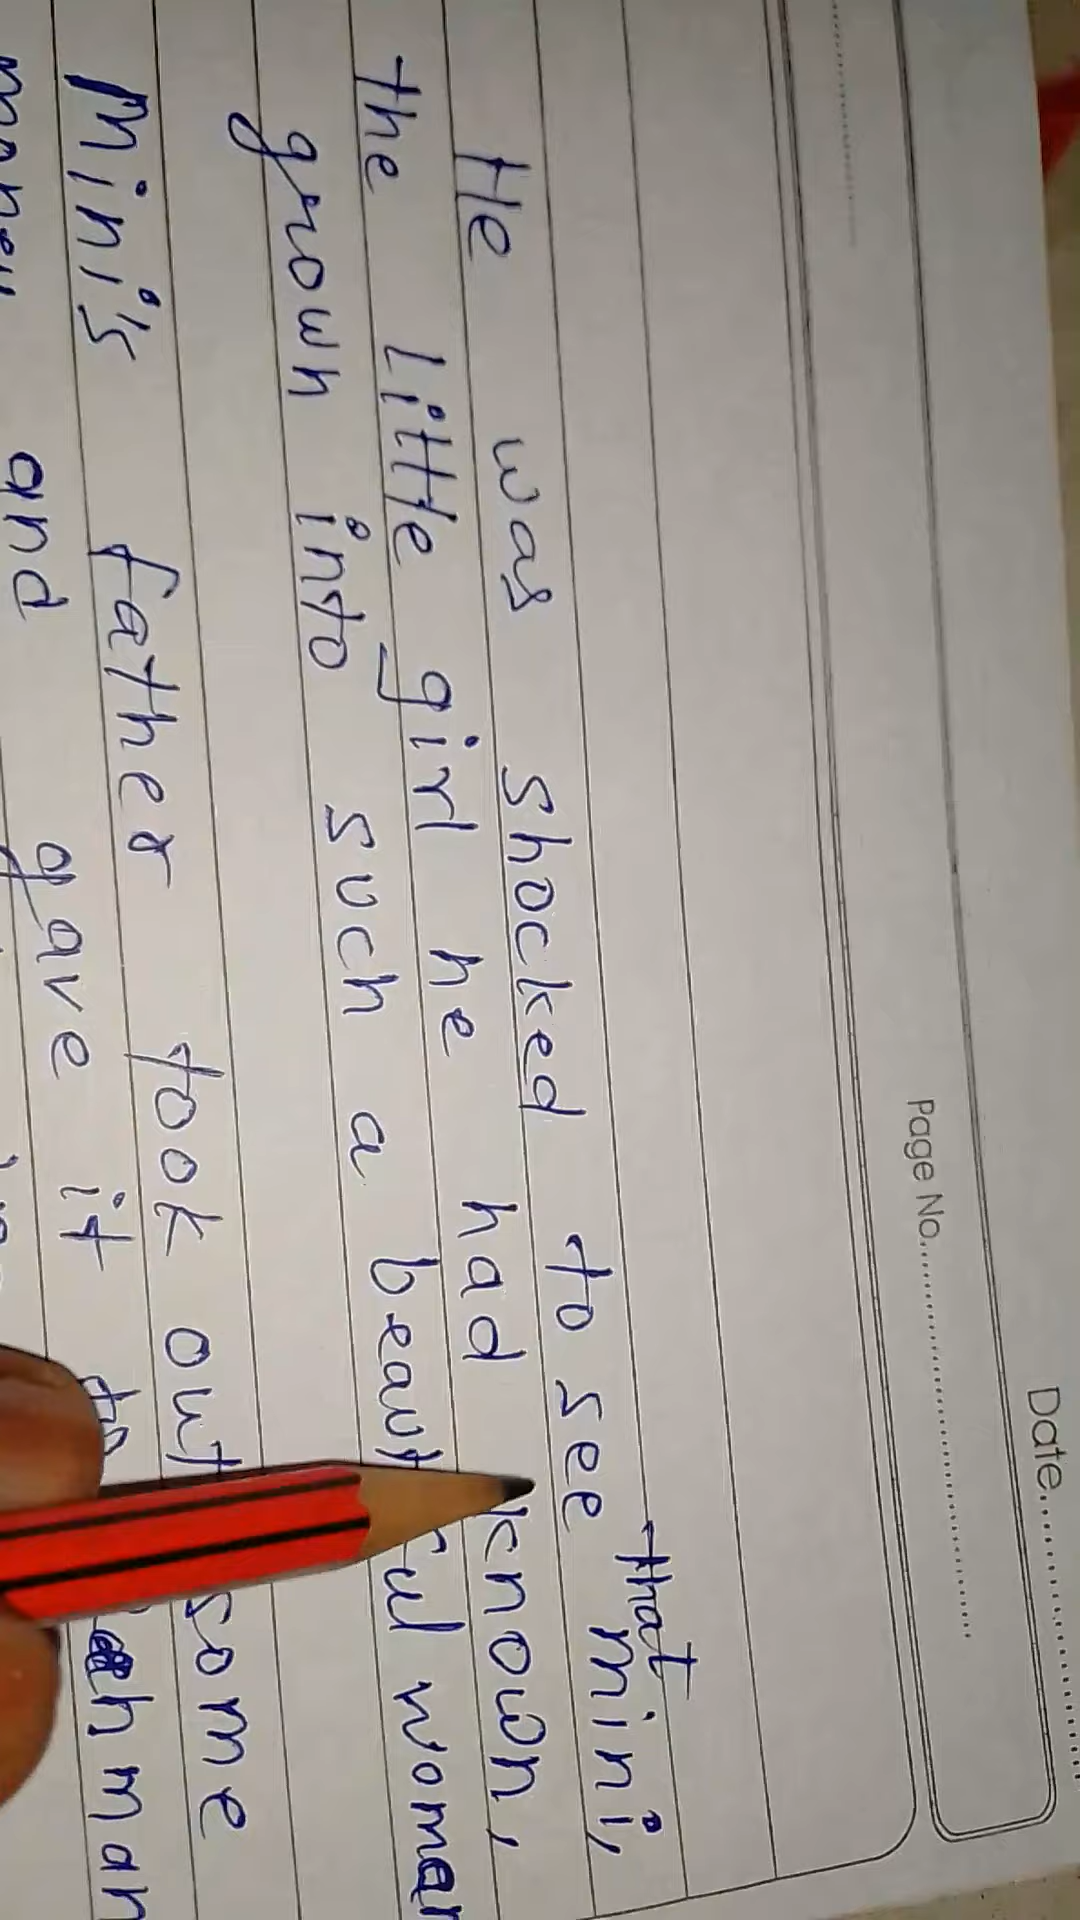 Date
Page No.
that
He was shocked to see mini,
the little girl he had known,
grown into such a woman
Mini's father took out some
and gave it